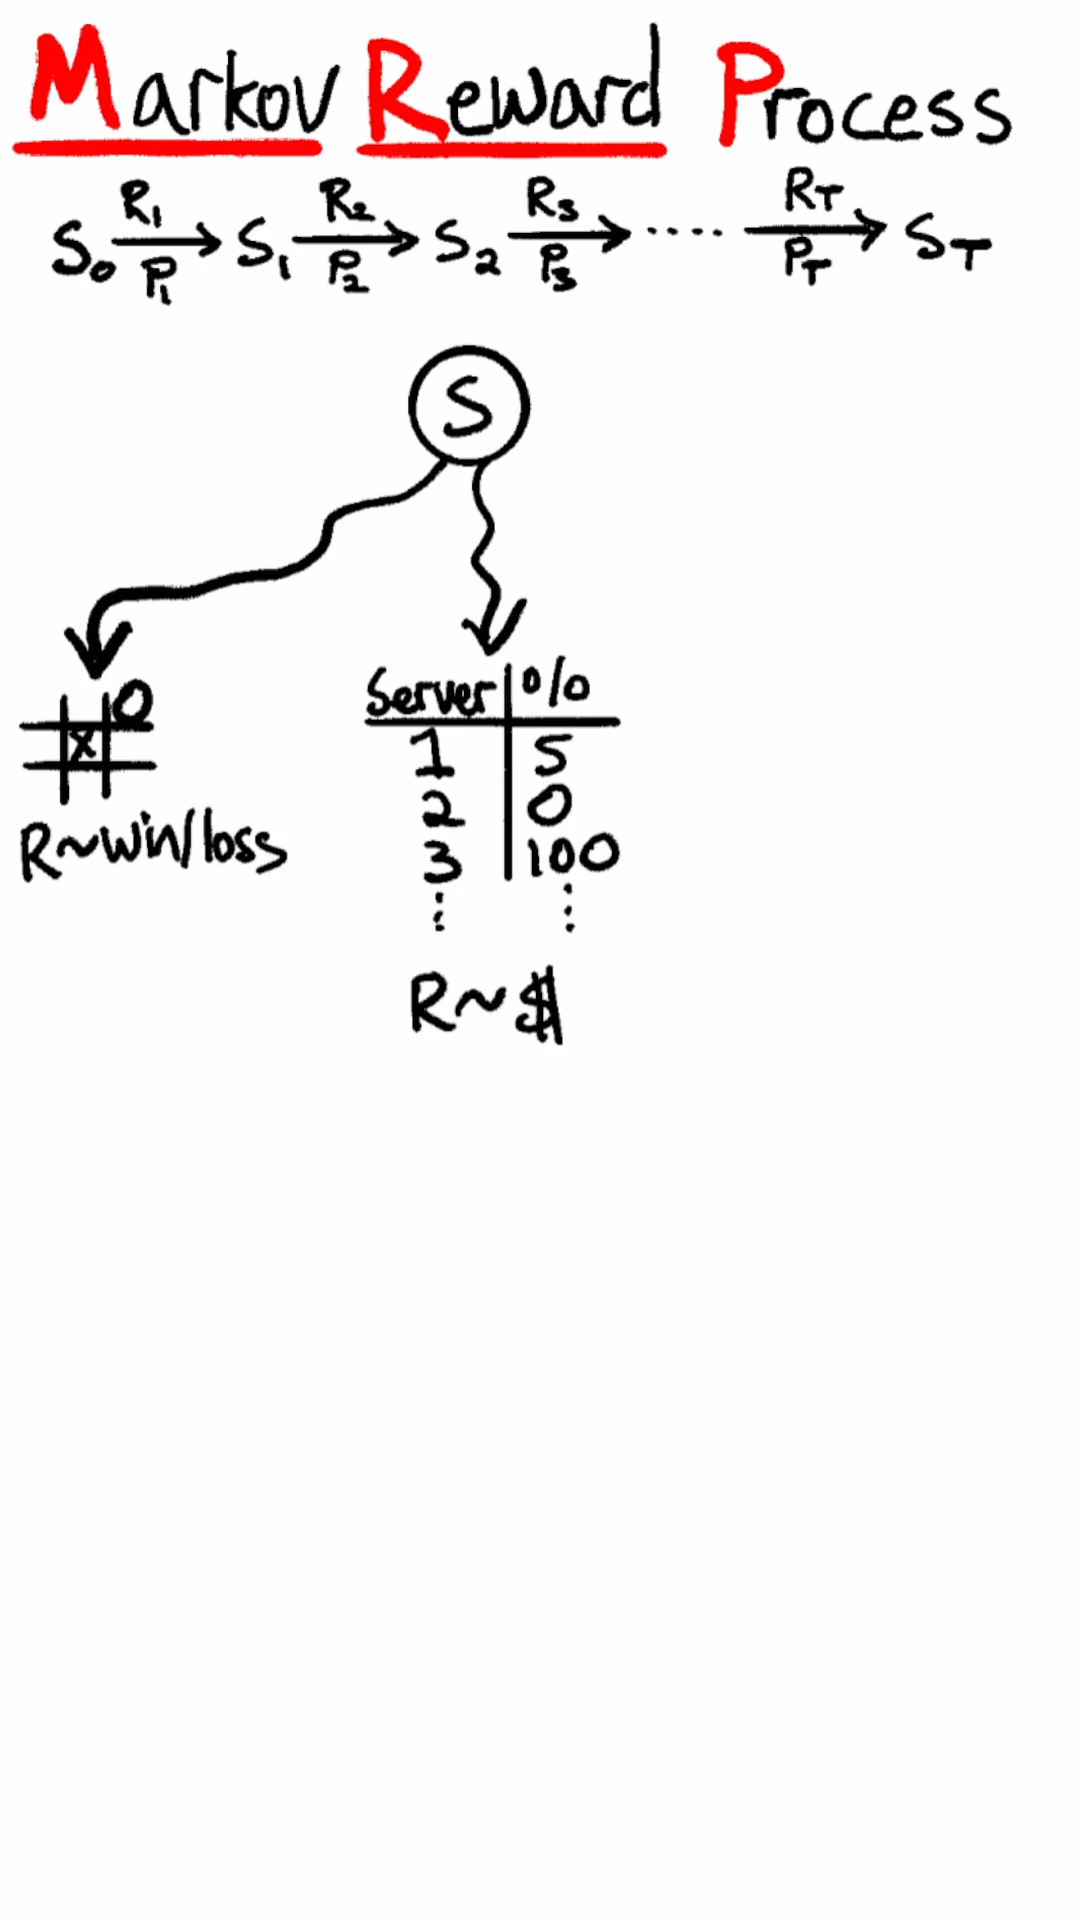 Markov Reward Process
R1 R2 R3 RT
S0 S1 S2 ..... ST
P1 P2 P3 PT
S
O
X
R~win/loss
Server %
1 5
2 0
3 100
⋮ ⋮
R~$